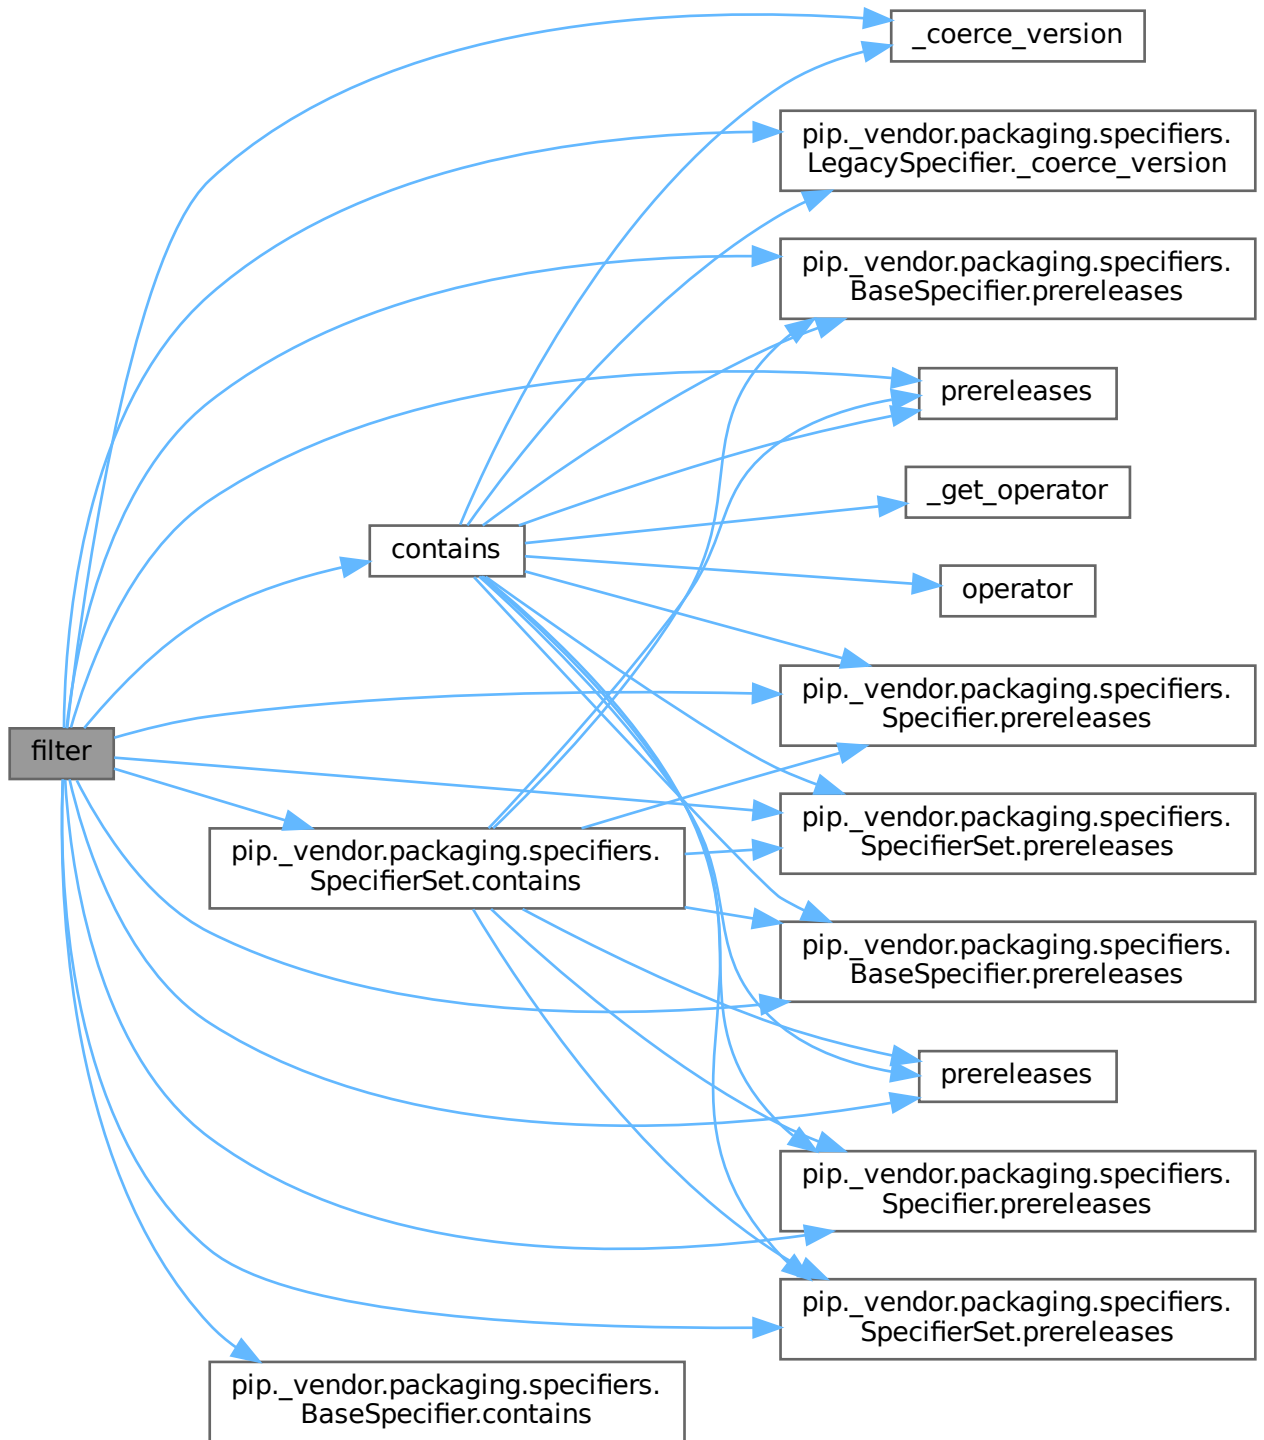 _coerce_version
pip._vendor.packaging.specifiers.
LegacySpecifier._coerce_version
pip._vendor.packaging.specifiers.
BaseSpecifier.prereleases
prereleases
_get_operator
contains
operator
pip._vendor.packaging.specifiers.
Specifier.prereleases
filter
pip._vendor.packaging.specifiers.
SpecifierSet.prereleases
pip._vendor.packaging.specifiers.
SpecifierSet.contains
pip._vendor.packaging.specifiers.
BaseSpecifier.prereleases
prereleases
pip._vendor.packaging.specifiers.
Specifier.prereleases
pip._vendor.packaging.specifiers.
SpecifierSet.prereleases
pip._vendor.packaging.specifiers.
BaseSpecifier.contains